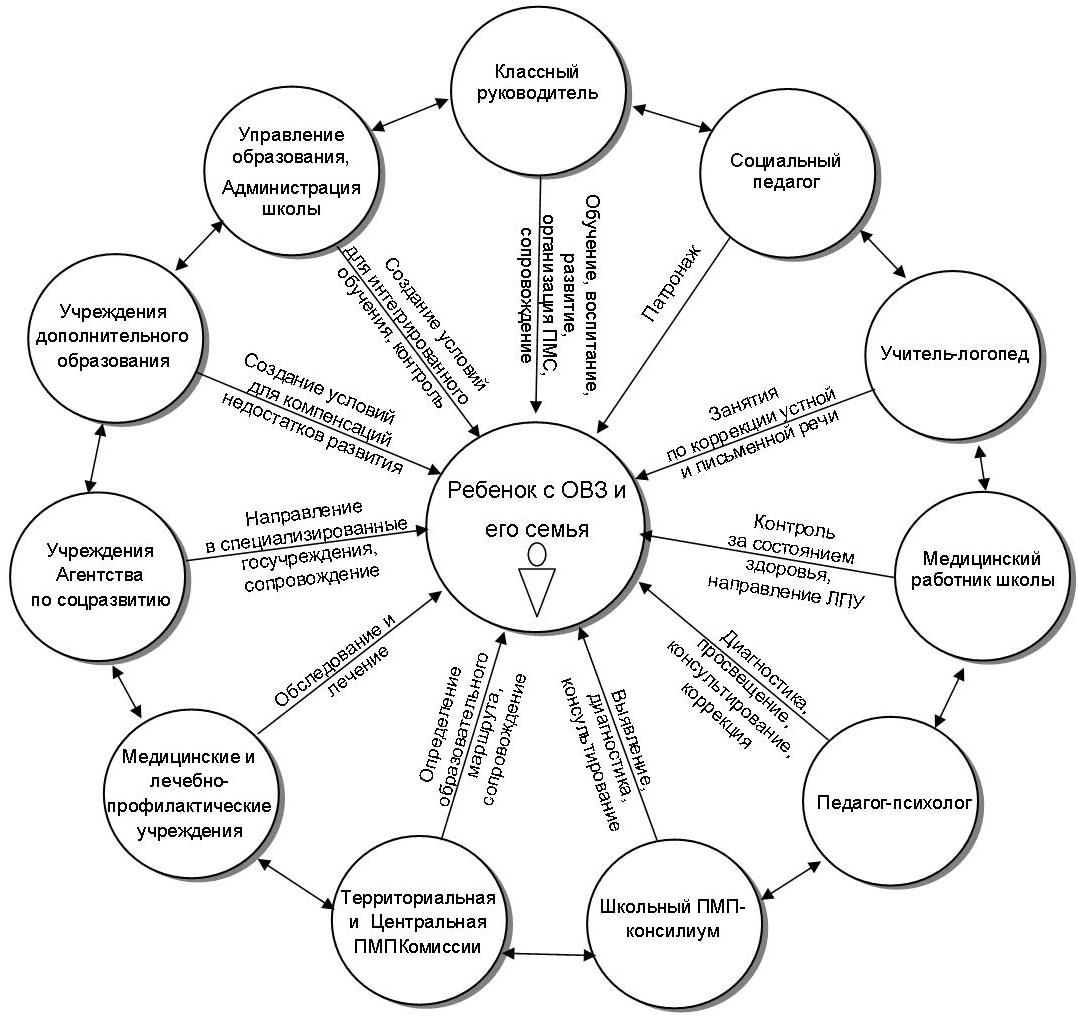 Классный
руководитель
Социальный
педагог
Учитель-логопед
Медицинский
работник школы
Педагог-психолог
Школьный ПМП-
консилиум
Территориальная
и Центральная
ПМПКомиссии
Медицинские и
лечебно-
профилактические
учреждения
Учреждения
Агентства
по соцразвитию
Учреждения
дополнительного
образования
Управление
образования,
Администрация
школы
Обучение, воспитание,
развитие,
организация ПМС,
сопровождение
Патронаж
Занятия
по коррекции устной
и письменной речи
Контроль
за состоянием
здоровья,
направление ЛПУ
Диагностика,
просвещение,
консультирование,
коррекция
Выявление,
диагностика,
консультирование
Определение
образовательного
маршрута,
сопровождение
Обследование и
лечение
Направление
в специализированные
госучреждения,
сопровождение
Создание условий
для компенсаций
недостатков развития
Создание условий
для интегрированного
обучения, контроль
Ребенок с ОВЗ и
его семья